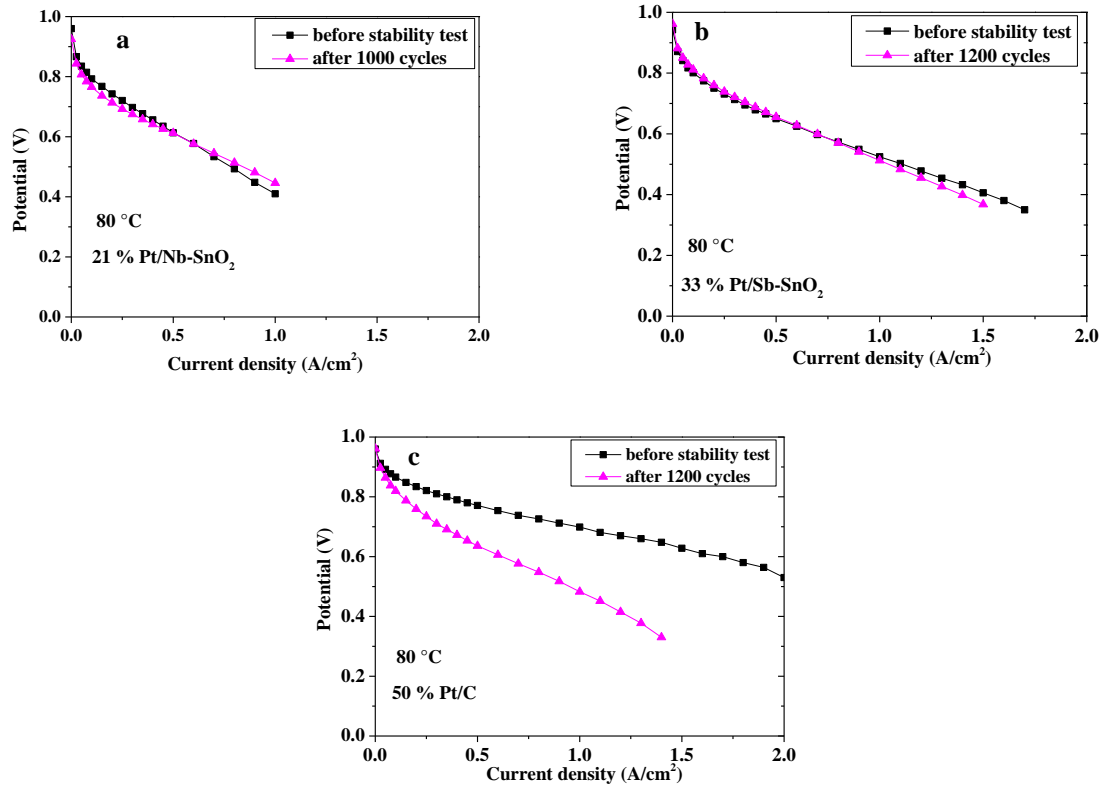 a
before stability test
after 1000 cycles
1.0
0.8
0.6
0.4
0.2
0.0
Potential (V)
80 °C
21 % Pt/Nb-SnO2
0.0 0.5 1.0 1.5 2.0
Current density (A/cm2)
b
before stability test
after 1200 cycles
1.0
0.8
0.6
0.4
0.2
0.0
Potential (V)
80 °C
33 % Pt/Sb-SnO2
0.0 0.5 1.0 1.5 2.0
Current density (A/cm2)
c
before stability test
after 1200 cycles
1.0
0.8
0.6
0.4
0.2
0.0
Potential (V)
80 °C
50 % Pt/C
0.0 0.5 1.0 1.5 2.0
Current density (A/cm2)